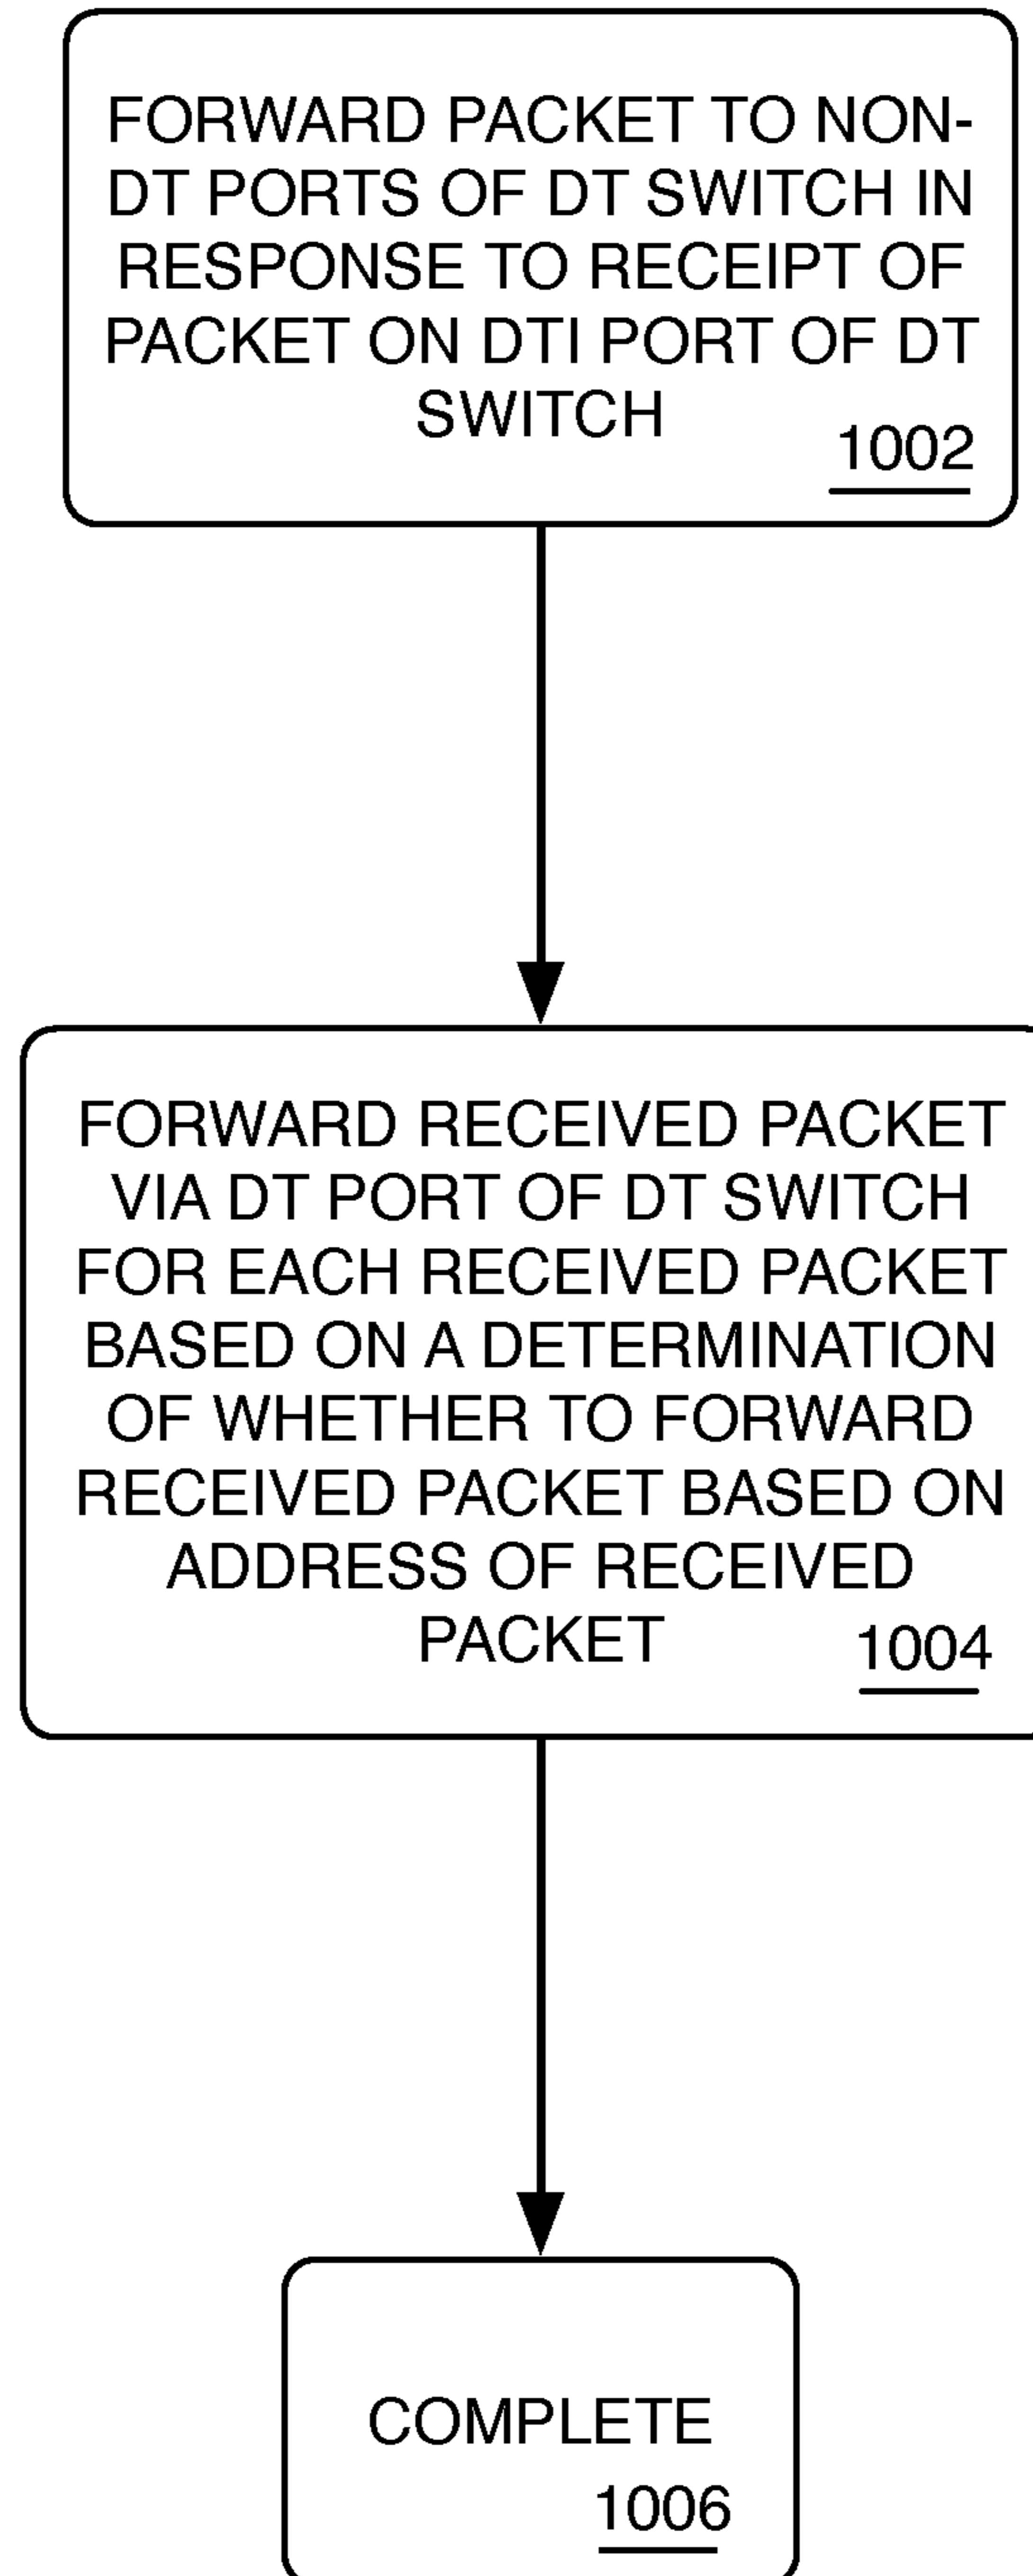 FORWARD PACKET TO NON-
DT PORTS OF DT SWITCH IN
RESPONSE TO RECEIPT OF
PACKET ON DTI PORT OF DT
SWITCH
1002
FORWARD RECEIVED PACKET
VIA DT PORT OF DT SWITCH
FOR EACH RECEIVED PACKET
BASED ON A DETERMINATION
OF WHETHER TO FORWARD
RECEIVED PACKET BASED ON
ADDRESS OF RECEIVED
PACKET
1004
COMPLETE
1006